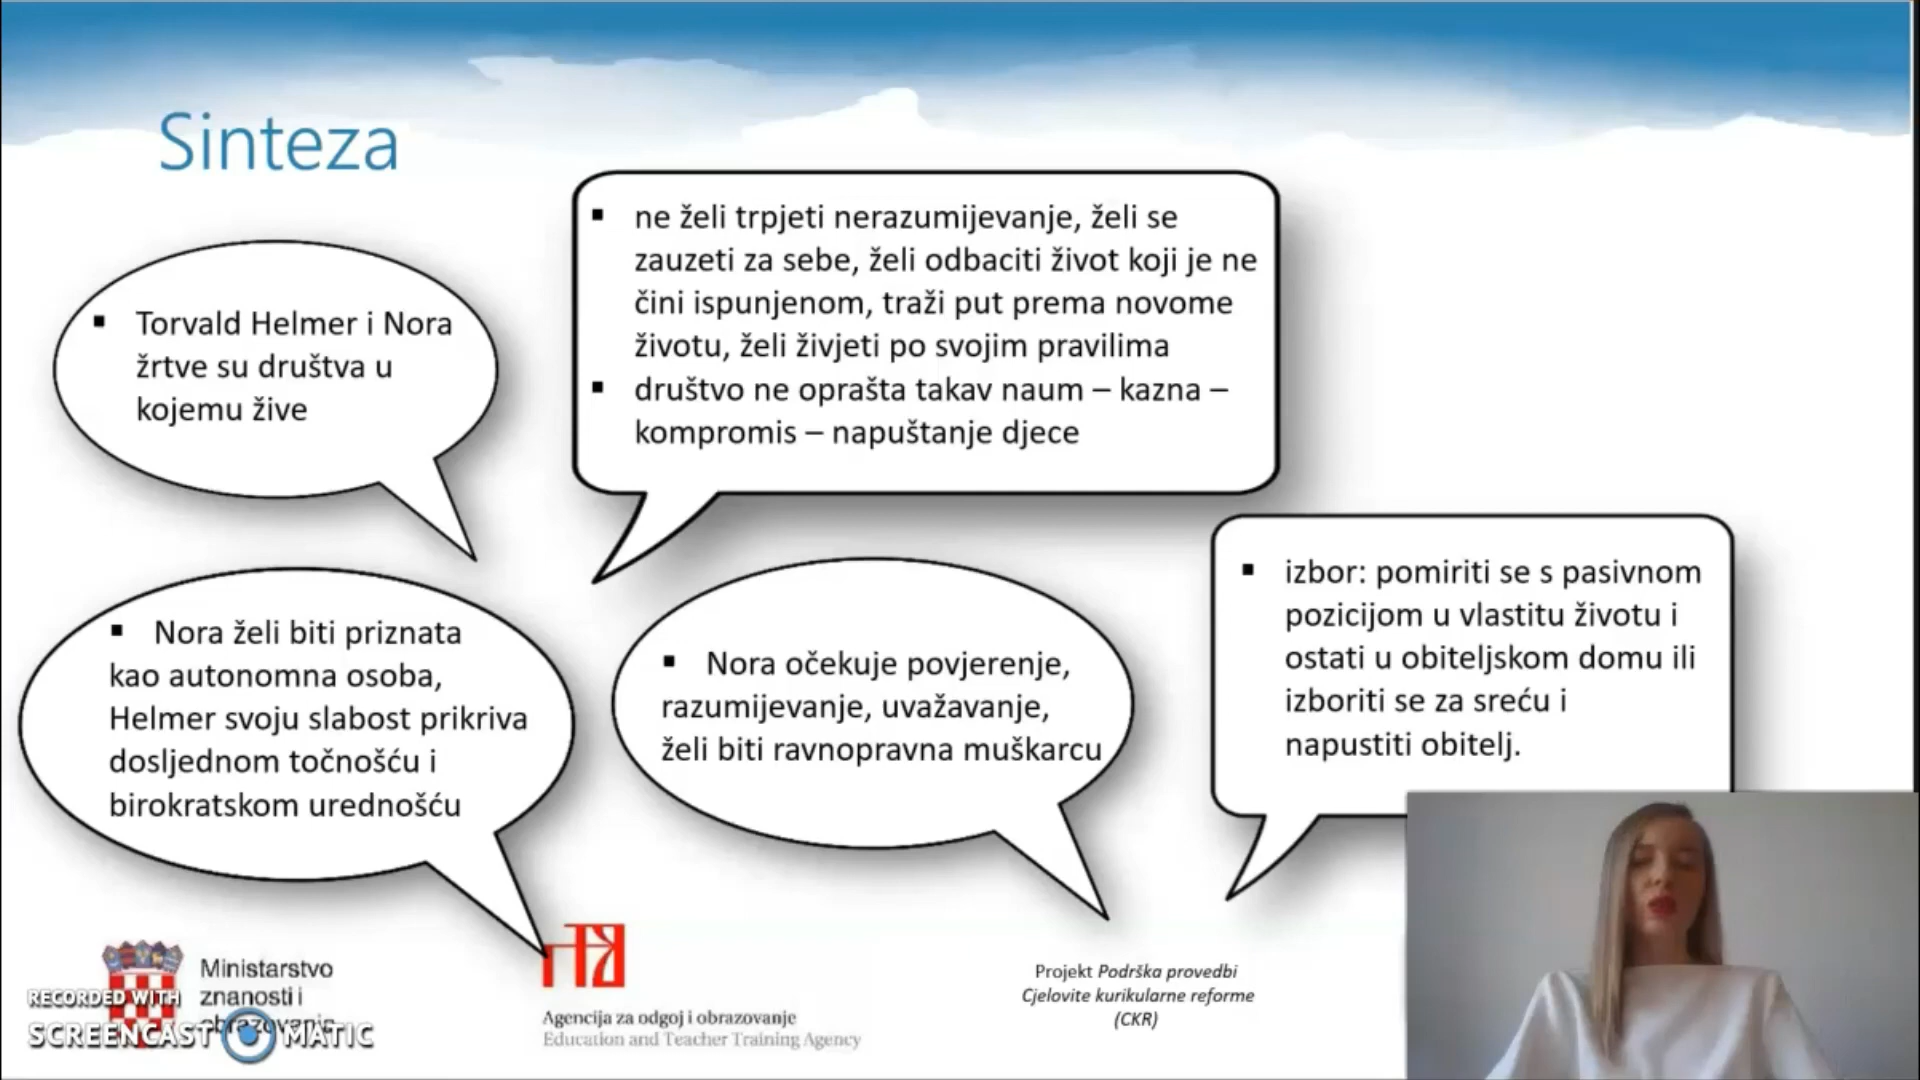 Sinteza
▪ Torvald Helmer i Nora
žrtve su društva u
kojemu žive
▪ ne želi trpjeti nerazumijevanje, želi se
zauzeti za sebe, želi odbaciti život koji je ne
čini ispunjenom, traži put prema novome
životu, želi živjeti po svojim pravilima
▪ društvo ne oprašta takav naum – kazna –
kompromis – napuštanje djece
▪ Nora želi biti priznata
kao autonomna osoba,
Helmer svoju slabost prikriva
dosljednom točnošću i
birokratskom urednošću
▪ Nora očekuje povjerenje,
razumijevanje, uvažavanje,
želi biti ravnopravna muškarcu
▪ izbor: pomiriti se s pasivnom
pozicijom u vlastitu životu i
ostati u obiteljskom domu ili
izboriti se za sreću i
napustiti obitelj.
Ministarstvo
znanosti i
obrazovanja
RECORDED WITH
SCREENCAST MATIC
Agencija za odgoj i obrazovanje
Education and Teacher Training Agency
Projekt Podrška provedbi
Cjelovite kurikularne reforme
(CKR)